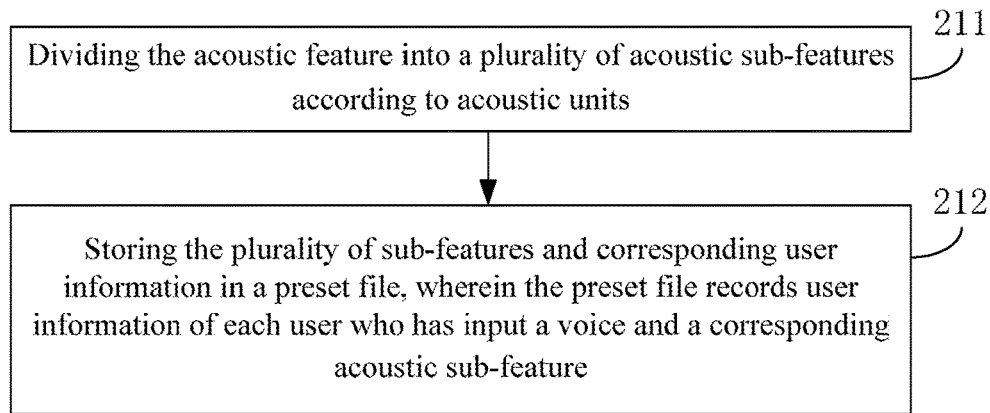 211
Dividing the acoustic feature into a plurality of acoustic sub-features
according to acoustic units
212
Storing the plurality of sub-features and corresponding user
information in a preset file, wherein the preset file records user
information of each user who has input a voice and a corresponding
acoustic sub-feature